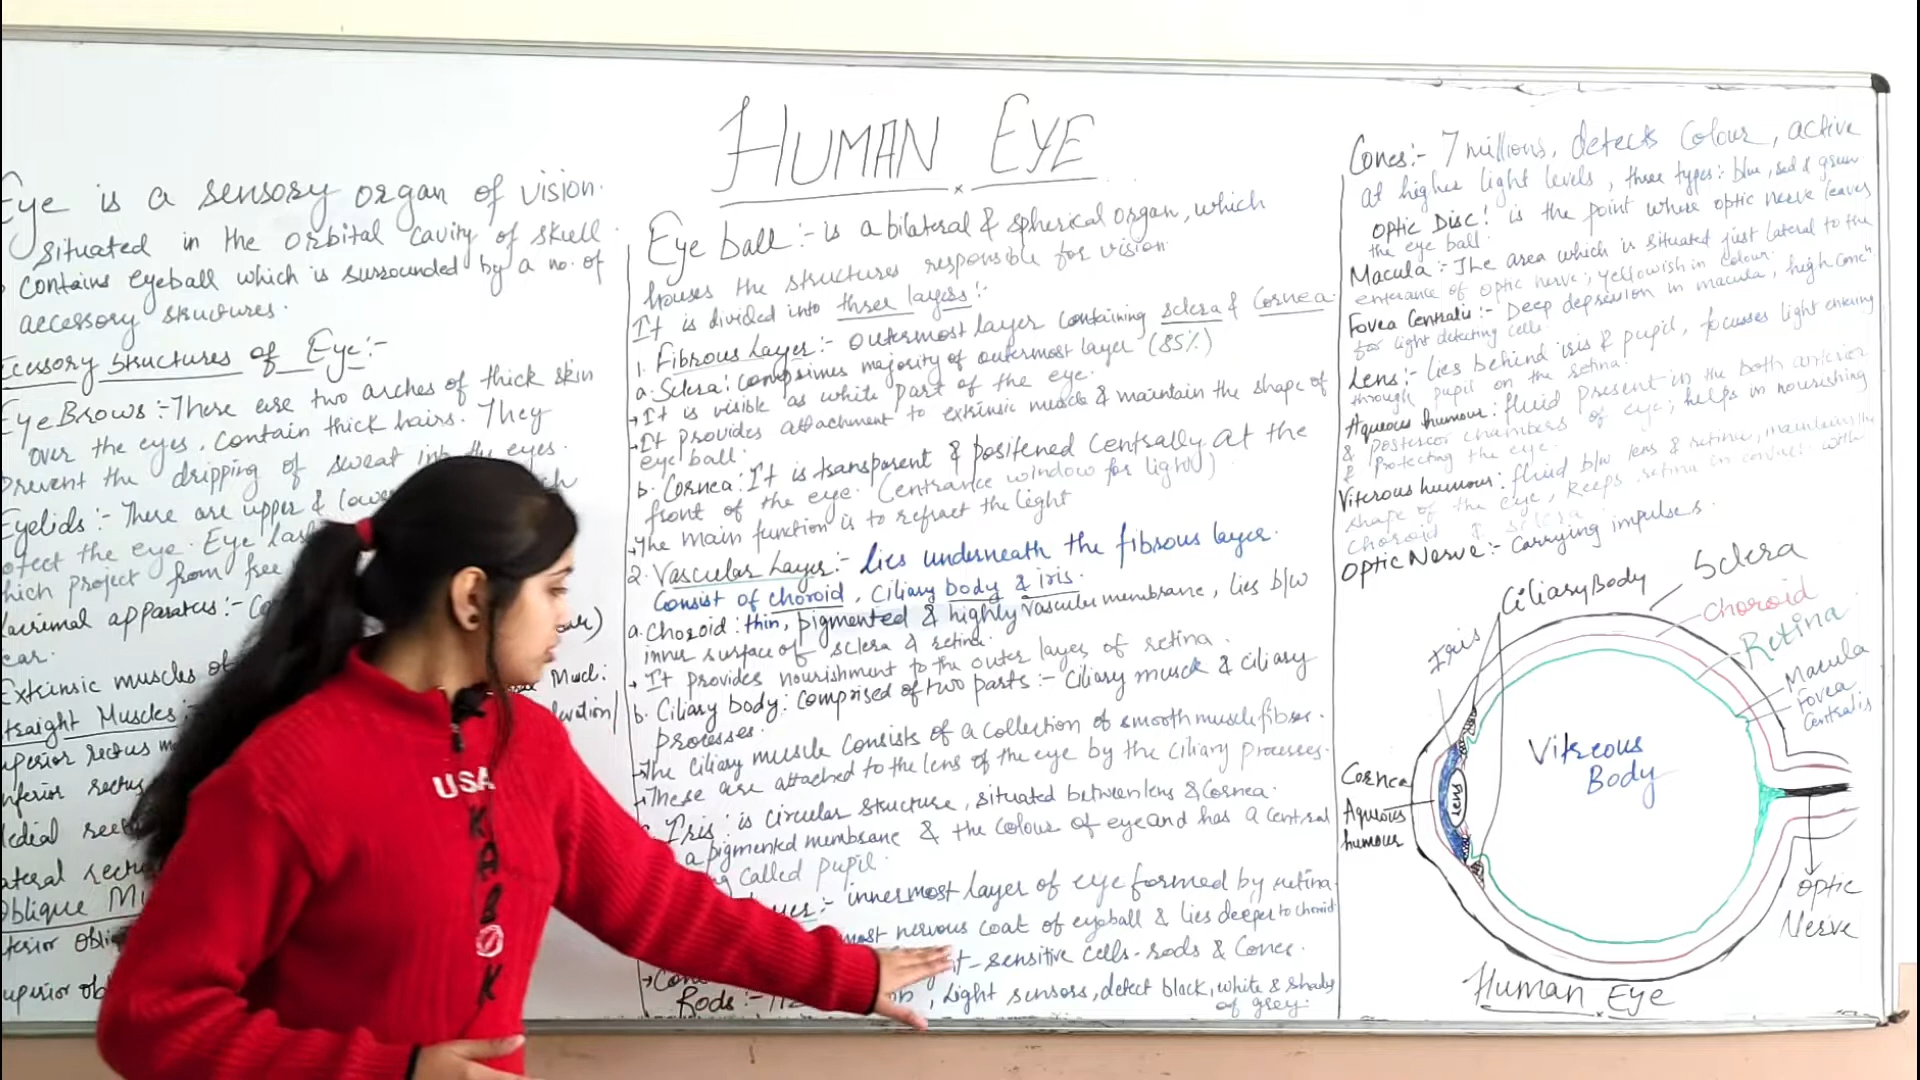 HUMAN EYE
Eye is a sensory organ of vision.
situated in the orbital cavity of skull.
contains eyeball which is surrounded by a no. of
accessory structures.
ccessory structures of Eye:-
Eye Brows:- There are two arches of thick skin
over the eyes, contain thick hairs. They
prevent the dripping of sweat into the eyes.
Eyelids:- There are upper &
the eye. Eye
which project from free
lacrimal apparatus:-
Extrinsic muscles of
straight Muscles:-
rectus
rectus
Oblique
Eye ball:- is a bilateral & spherical organ, which
houses the structures responsible for vision.
It is divided into three layers:-
1. Fibrous Layer:- outermost layer containing sclera & Cornea.
a. Sclera: comprimes majority of outermost layer (85%)
→ It is visible as white part of the eye.
→ It provides attachment to extrinsic muscle & maintain the shape of
eye ball.
b. Cornea: It is transparent & positened centrally at the
front of the eye. (entrance window for light)
→ The main function is to refract the light
2. Vascular Layer:- lies underneath the fibrous layer.
Consist of choroid, Ciliary body & iris.
a. Choroid: thin, pigmented & highly vascular membrane, lies b/w
inner surface of sclera & retina.
→ It provides nourishment to the outer layer of retina.
b. Ciliary body: comprised of two parts:- ciliary muscle & ciliary
processes.
→ The ciliary muscle consists of a collection of smooth muscle fibres.
→ These are attached to the lens of the eye by the ciliary processes.
Iris: is circular structure, situated between lens & Cornea.
a pigmented membrane & the colour of eye and has a central
called pupil.
:- innermost layer of eye formed by retina.
nervous coat of eyeball & lies deeper to choroid
sensitive cells- rods & Cones.
Rods:- , light sensors, detect black, white & shades
of grey.
Cones:- 7 millions, detects Colour, active
at higher light levels, three types: blue, red & green
Optic Disc: is the point where optic nerve leaves
the eye ball.
Macula:- The area which is situated just lateral to the
entrance of optic nerve; yellowish in colour.
Fovea Centralis:- Deep depression in macula, high concn
for light detecting cells.
Lens:- lies behind iris & pupil, focusses light entering
through pupil on the retina.
Aqueous humour: fluid present in the both anterior
& posterior chambers of eye; helps in nourishing
& protecting the eye.
Viterous humour: fluid b/w lens & retina, maintains the
shape of the eye, keeps retina in contact with
choroid & sclera
Optic Nerve:- Carrying impulses.
Ciliary Body
Sclera
Choroid
Retina
Iris
Macula
Fovea
Centralis
Vitreous
Body
Cornea
Aqueous
humour
Lens
Optic
Nerve
Human Eye
USA